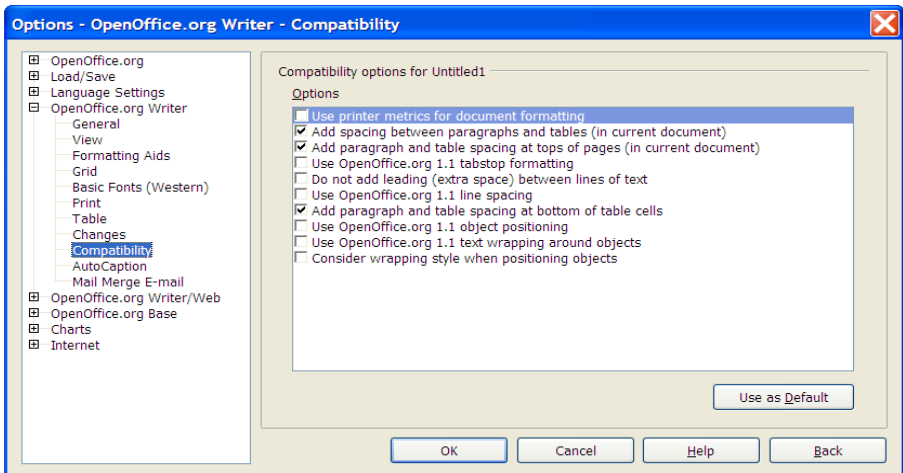 Options - OpenOffice.org Writer - Compatibility
OpenOffice.org
Load/Save
Language Settings
OpenOffice.org Writer
General
View
Formatting Aids
Grid
Basic Fonts (Western)
Print
Table
Changes
Compatibility
AutoCaption
Mail Merge E-mail
OpenOffice.org Writer/Web
OpenOffice.org Base
Charts
Internet
Compatibility options for Untitled1
Options
Use printer metrics for document formatting
Add spacing between paragraphs and tables (in current document)
Add paragraph and table spacing at tops of pages (in current document)
Use OpenOffice.org 1.1 tabstop formatting
Do not add leading (extra space) between lines of text
Use OpenOffice.org 1.1 line spacing
Add paragraph and table spacing at bottom of table cells
Use OpenOffice.org 1.1 object positioning
Use OpenOffice.org 1.1 text wrapping around objects
Consider wrapping style when positioning objects
Use as Default
OK Cancel Help Back